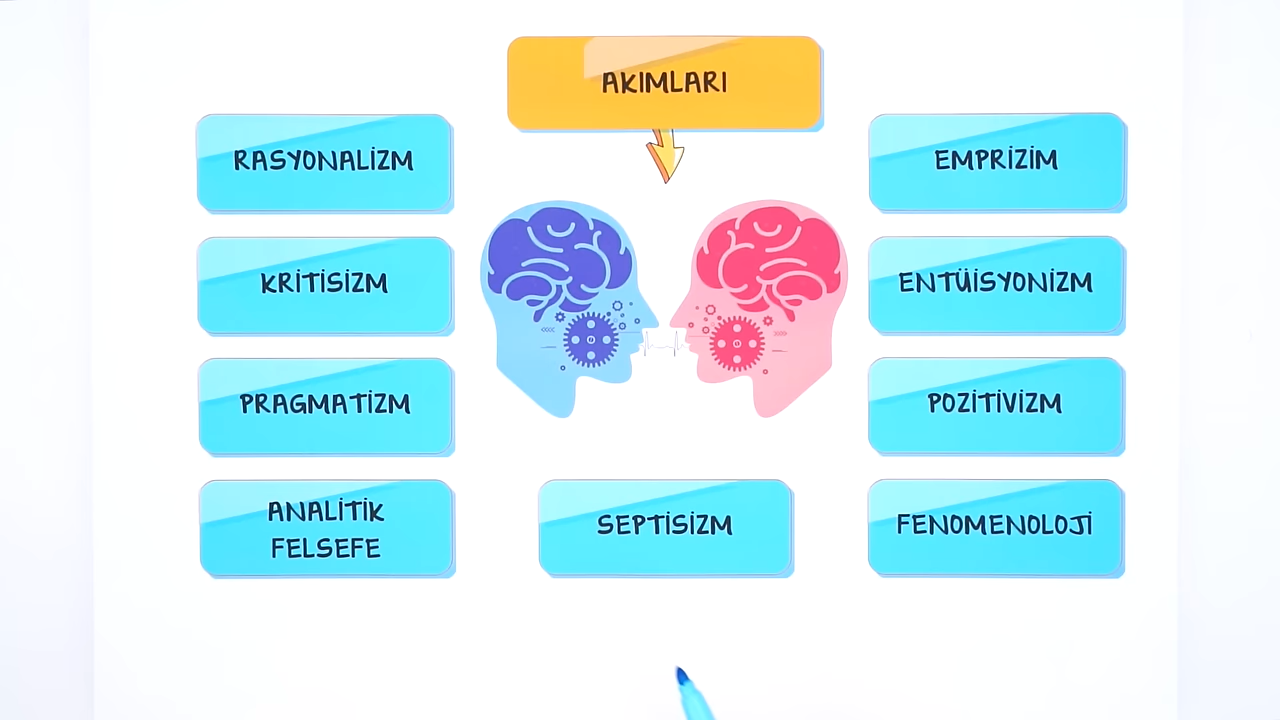 AKIMLARI
RASYONALİZM
EMPRİZİM
KRİTİSİZM
ENTÜİSYONİZM
PRAGMATİZM
POZİTİVİZM
ANALİTİK
FELSEFE
SEPTİSİZM
FENOMENOLOJİ